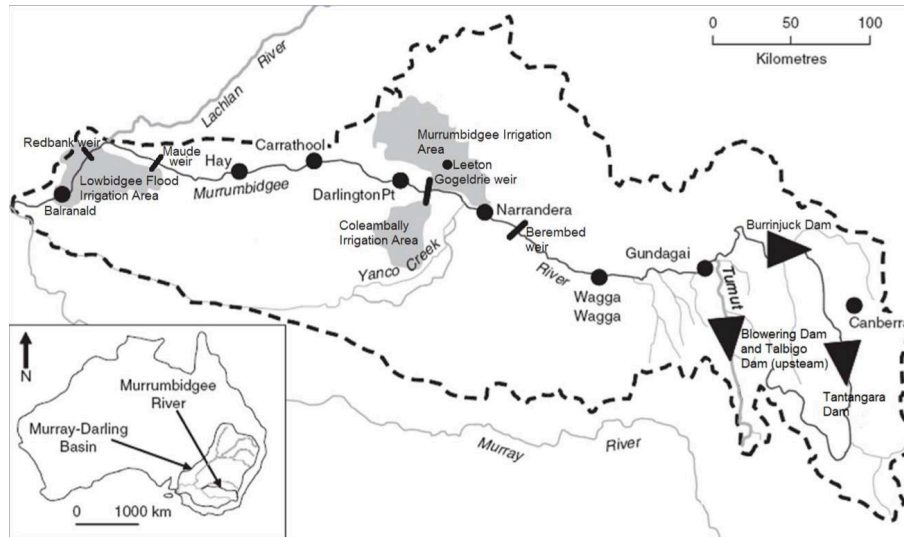 0 50 100
Kilometres
Lachlan
River
Redbank weir
Maude
weir
Hay
Carrathool
Murrumbidgee Irrigation
Area
Leeton
Gogeldrie weir
Lowbidgee Flood
Irrigation Area
Balranald
Murrumbidgee
DarlingtonPt
Narrandera
Coleambally
Irrigation Area
Berembed
weir
Yanco Creek
River
Wagga
Wagga
Gundagai
Burrinjuck Dam
Tumut
Canberra
Blowering Dam
and Talbigo
Dam (upsteam)
Tantangara
Dam
Murray
River
N
Murrumbidgee
River
Murray-Darling
Basin
0 1000 km